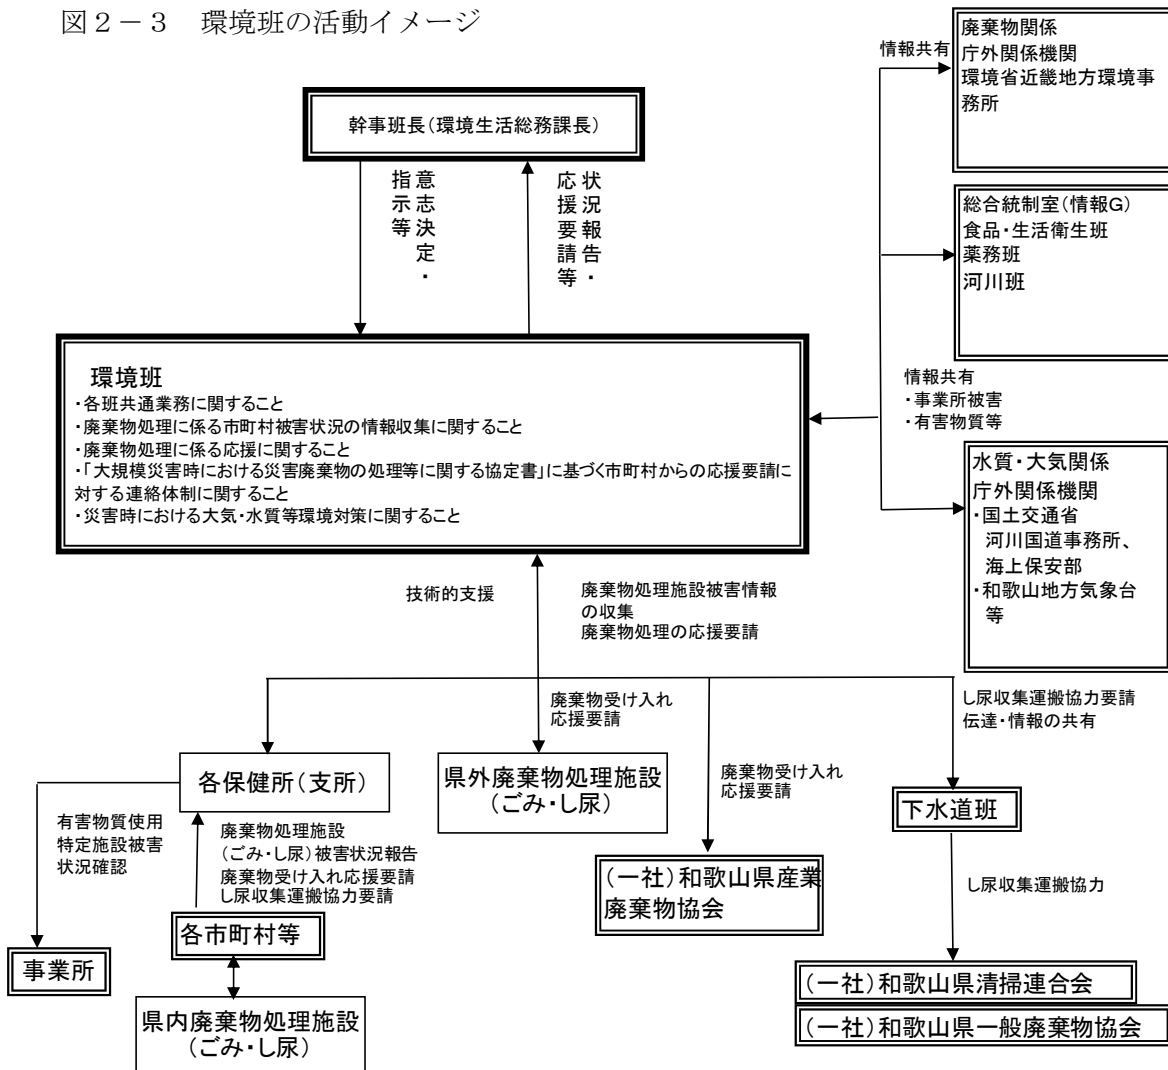 図２－３　環境班の活動イメージ
情報共有
廃棄物関係
庁外関係機関
環境省近畿地方環境事
務所
幹事班長（環境生活総務課長）
意志決定・
指示等
状況報告・
応援要請等
総合統制室（情報G）
食品・生活衛生班
薬務班
河川班
環境班
・各班共通業務に関すること
・廃棄物処理に係る市町村被害状況の情報収集に関すること
・廃棄物処理に係る応援に関すること
・「大規模災害時における災害廃棄物の処理等に関する協定書」に基づく市町村からの応援要請に
対する連絡体制に関すること
・災害時における大気・水質等環境対策に関すること
情報共有
・事業所被害
・有害物質等
水質・大気関係
庁外関係機関
・国土交通省
河川国道事務所、
海上保安部
・和歌山地方気象台
等
技術的支援
廃棄物処理施設被害情報
の収集
廃棄物処理の応援要請
廃棄物受け入れ
応援要請
し尿収集運搬協力要請
伝達・情報の共有
各保健所（支所）
県外廃棄物処理施設
（ごみ・し尿）
廃棄物受け入れ
応援要請
下水道班
有害物質使用
特定施設被害
状況確認
廃棄物処理施設
（ごみ・し尿）被害状況報告
廃棄物受け入れ応援要請
し尿収集運搬協力要請
（一社）和歌山県産業
廃棄物協会
し尿収集運搬協力
各市町村等
事業所
県内廃棄物処理施設
（ごみ・し尿）
（一社）和歌山県清掃連合会
（一社）和歌山県一般廃棄物協会